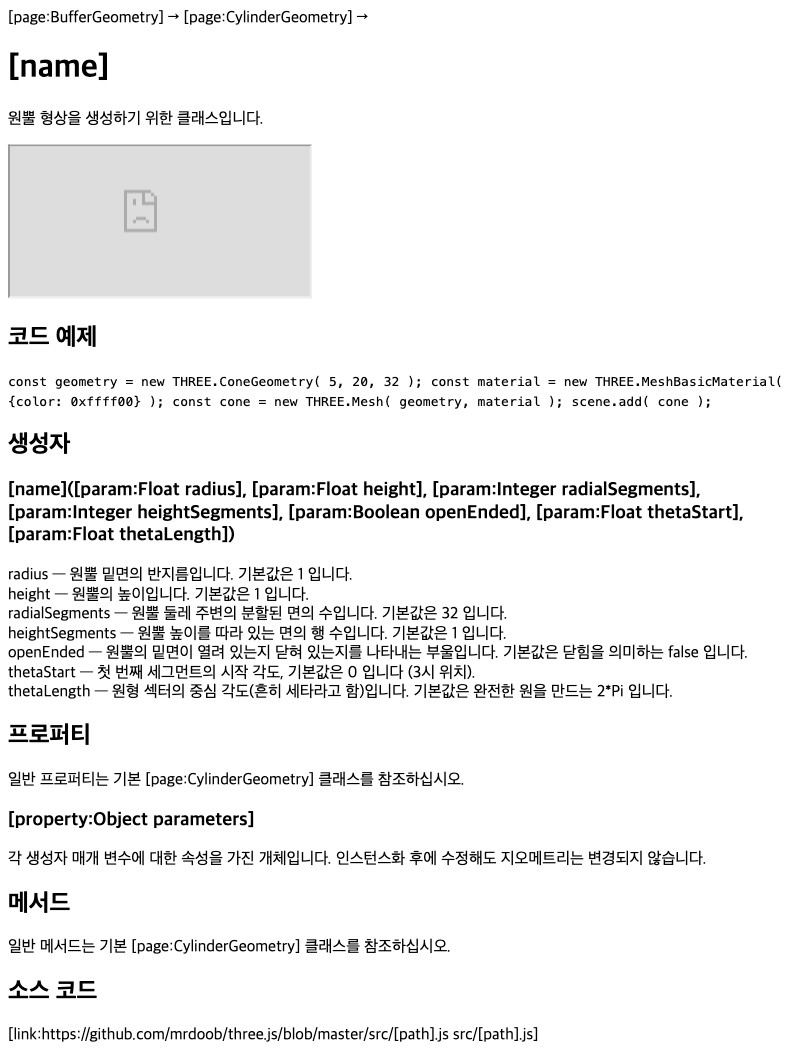 [page:BufferGeometry] → [page:CylinderGeometry] →
[name]
원뿔 형상을 생성하기 위한 클래스입니다.
코드 예제
const geometry = new THREE.ConeGeometry( 5, 20, 32 ); const material = new THREE.MeshBasicMaterial(
{color: 0xffff00} ); const cone = new THREE.Mesh( geometry, material ); scene.add( cone );
생성자
[name]([param:Float radius], [param:Float height], [param:Integer radialSegments],
[param:Integer heightSegments], [param:Boolean openEnded], [param:Float thetaStart],
[param:Float thetaLength])
radius — 원뿔 밑면의 반지름입니다. 기본값은 1 입니다.
height — 원뿔의 높이입니다. 기본값은 1 입니다.
radialSegments — 원뿔 둘레 주변의 분할된 면의 수입니다. 기본값은 32 입니다.
heightSegments — 원뿔 높이를 따라 있는 면의 행 수입니다. 기본값은 1 입니다.
openEnded — 원뿔의 밑면이 열려 있는지 닫혀 있는지를 나타내는 부울입니다. 기본값은 닫힘을 의미하는 false 입니다.
thetaStart — 첫 번째 세그먼트의 시작 각도, 기본값은 0 입니다 (3시 위치).
thetaLength — 원형 섹터의 중심 각도(흔히 세타라고 함)입니다. 기본값은 완전한 원을 만드는 2*Pi 입니다.
프로퍼티
일반 프로퍼티는 기본 [page:CylinderGeometry] 클래스를 참조하십시오.
[property:Object parameters]
각 생성자 매개 변수에 대한 속성을 가진 개체입니다. 인스턴스화 후에 수정해도 지오메트리는 변경되지 않습니다.
메서드
일반 메서드는 기본 [page:CylinderGeometry] 클래스를 참조하십시오.
소스 코드
[link:https://github.com/mrdoob/three.js/blob/master/src/[path].js src/[path].js]